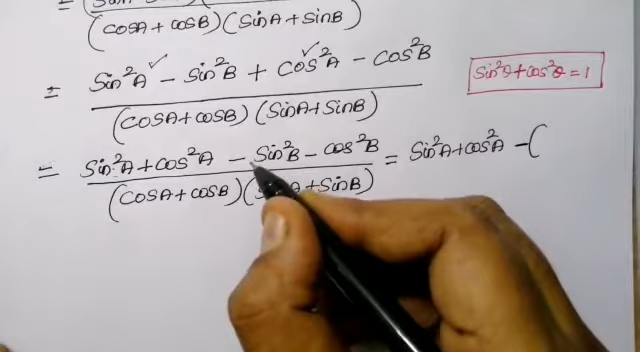 (cosA + cosB)(SinA + sinB)
= Sin²A - Sin²B + Cos²A - Cos²B
(cosA + cosB)(SinA + sinB)
Sin²θ + cos²θ = 1
= Sin²A + cos²A - Sin²B - cos²B = Sin²A + cos²A - (
(cosA + cosB)( A + SinB)